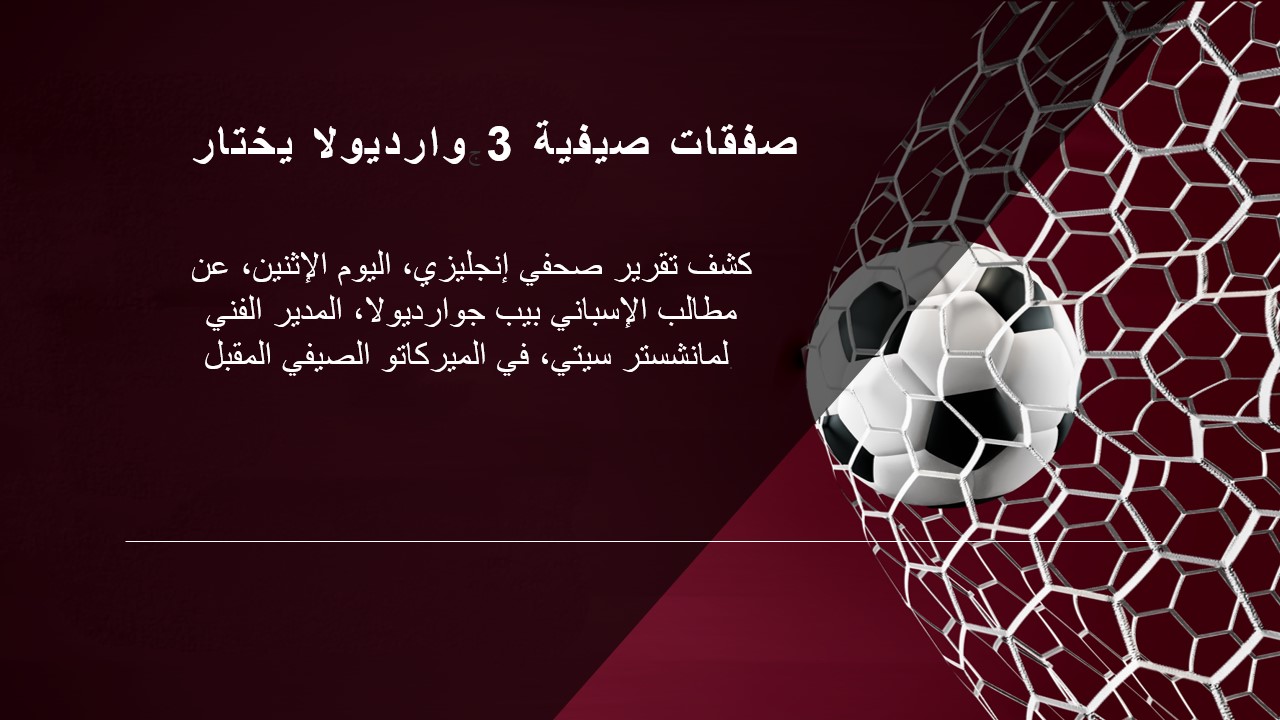 صفقات صيفية 3 جوارديولا يختار
كشف تقرير صحفي إنجليزي، اليوم الإثنين، عن
مطالب الإسباني بيب جوارديولا، المدير الفني
.لمانشستر سيتي، في الميركاتو الصيفي المقبل